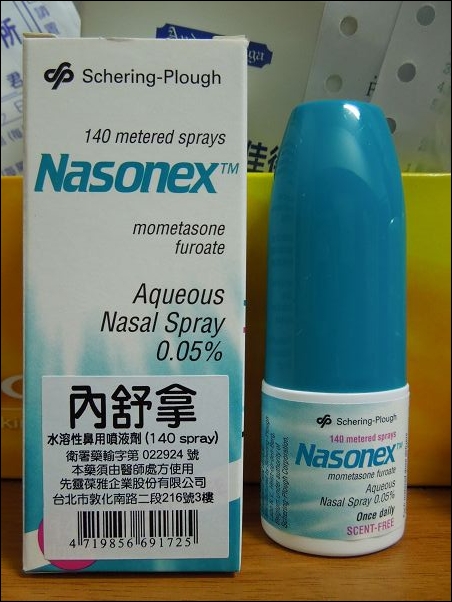 Schering-Plough
140 metered sprays
Nasonex™
mometasone
furoate
Aqueous
Nasal Spray
0.05%
內舒拿
水溶性鼻用噴液劑(140 spray)
衛署藥輸字第 022924 號
本藥須由醫師處方使用
先靈葆雅企業股份有限公司
台北市敦化南路二段216號3樓
4 719856 691725
Schering-Plough
140 metered sprays
Nasonex™
mometasone furoate
Aqueous
Nasal Spray 0.05%
Once daily
SCENT-FREE